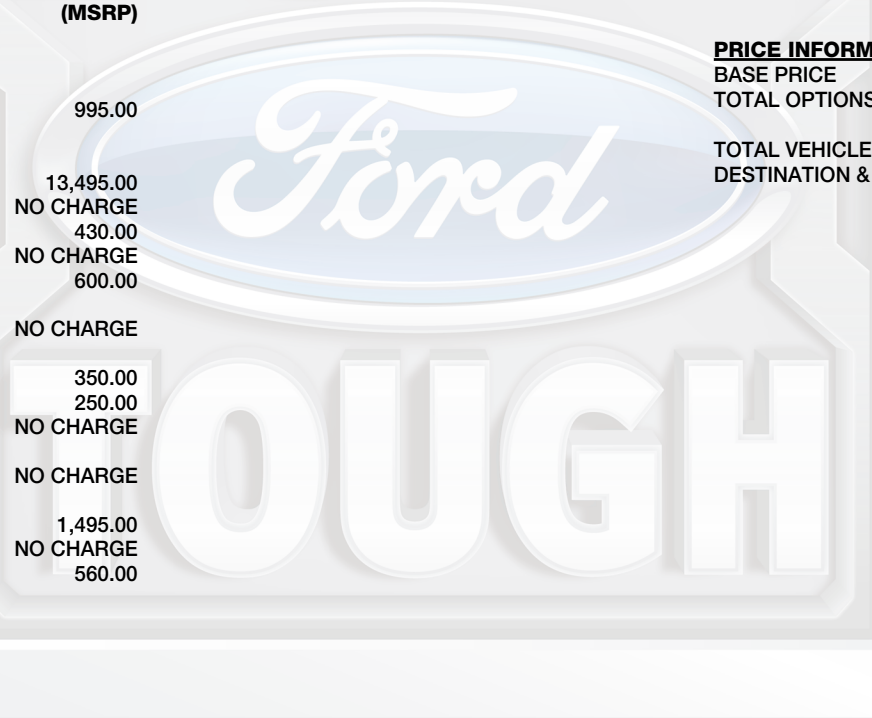 (MSRP)
995.00
13,495.00
NO CHARGE
430.00
NO CHARGE
600.00
NO CHARGE
350.00
250.00
NO CHARGE
NO CHARGE
1,495.00
NO CHARGE
560.00
PRICE INFORM
BASE PRICE
TOTAL OPTIONS
TOTAL VEHICLE
DESTINATION &
Ford
TOUGH